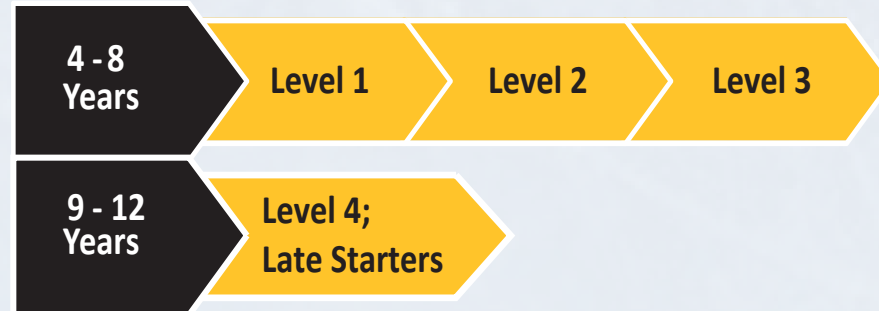 4 - 8
Years
Level 1
Level 2
Level 3
9 - 12
Years
Level 4;
Late Starters